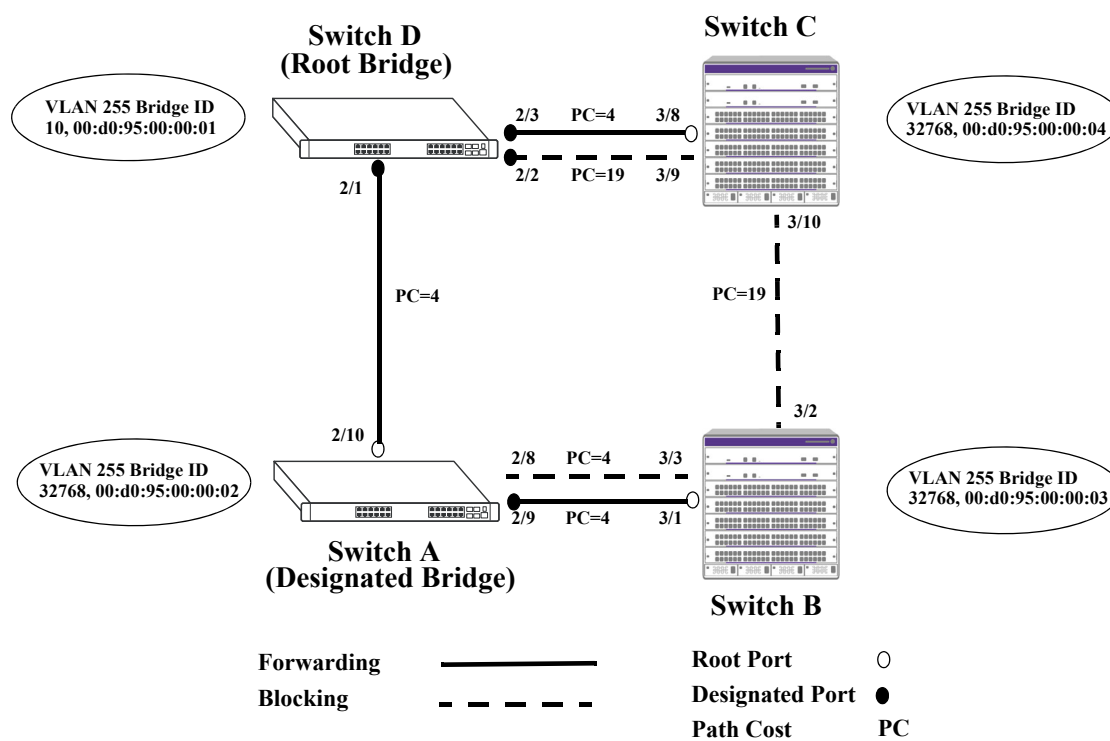 Switch D
(Root Bridge)
Switch C
VLAN 255 Bridge ID
10, 00:d0:95:00:00:01
2/3 PC=4 3/8
2/2 PC=19 3/9
VLAN 255 Bridge ID
32768, 00:d0:95:00:00:04
2/1
3/10
PC=4
PC=19
2/10
3/2
VLAN 255 Bridge ID
32768, 00:d0:95:00:00:02
2/8 PC=4 3/3
2/9 PC=4 3/1
VLAN 255 Bridge ID
32768, 00:d0:95:00:00:03
Switch A
(Designated Bridge)
Switch B
Forwarding
Blocking
Root Port
Designated Port
Path Cost PC